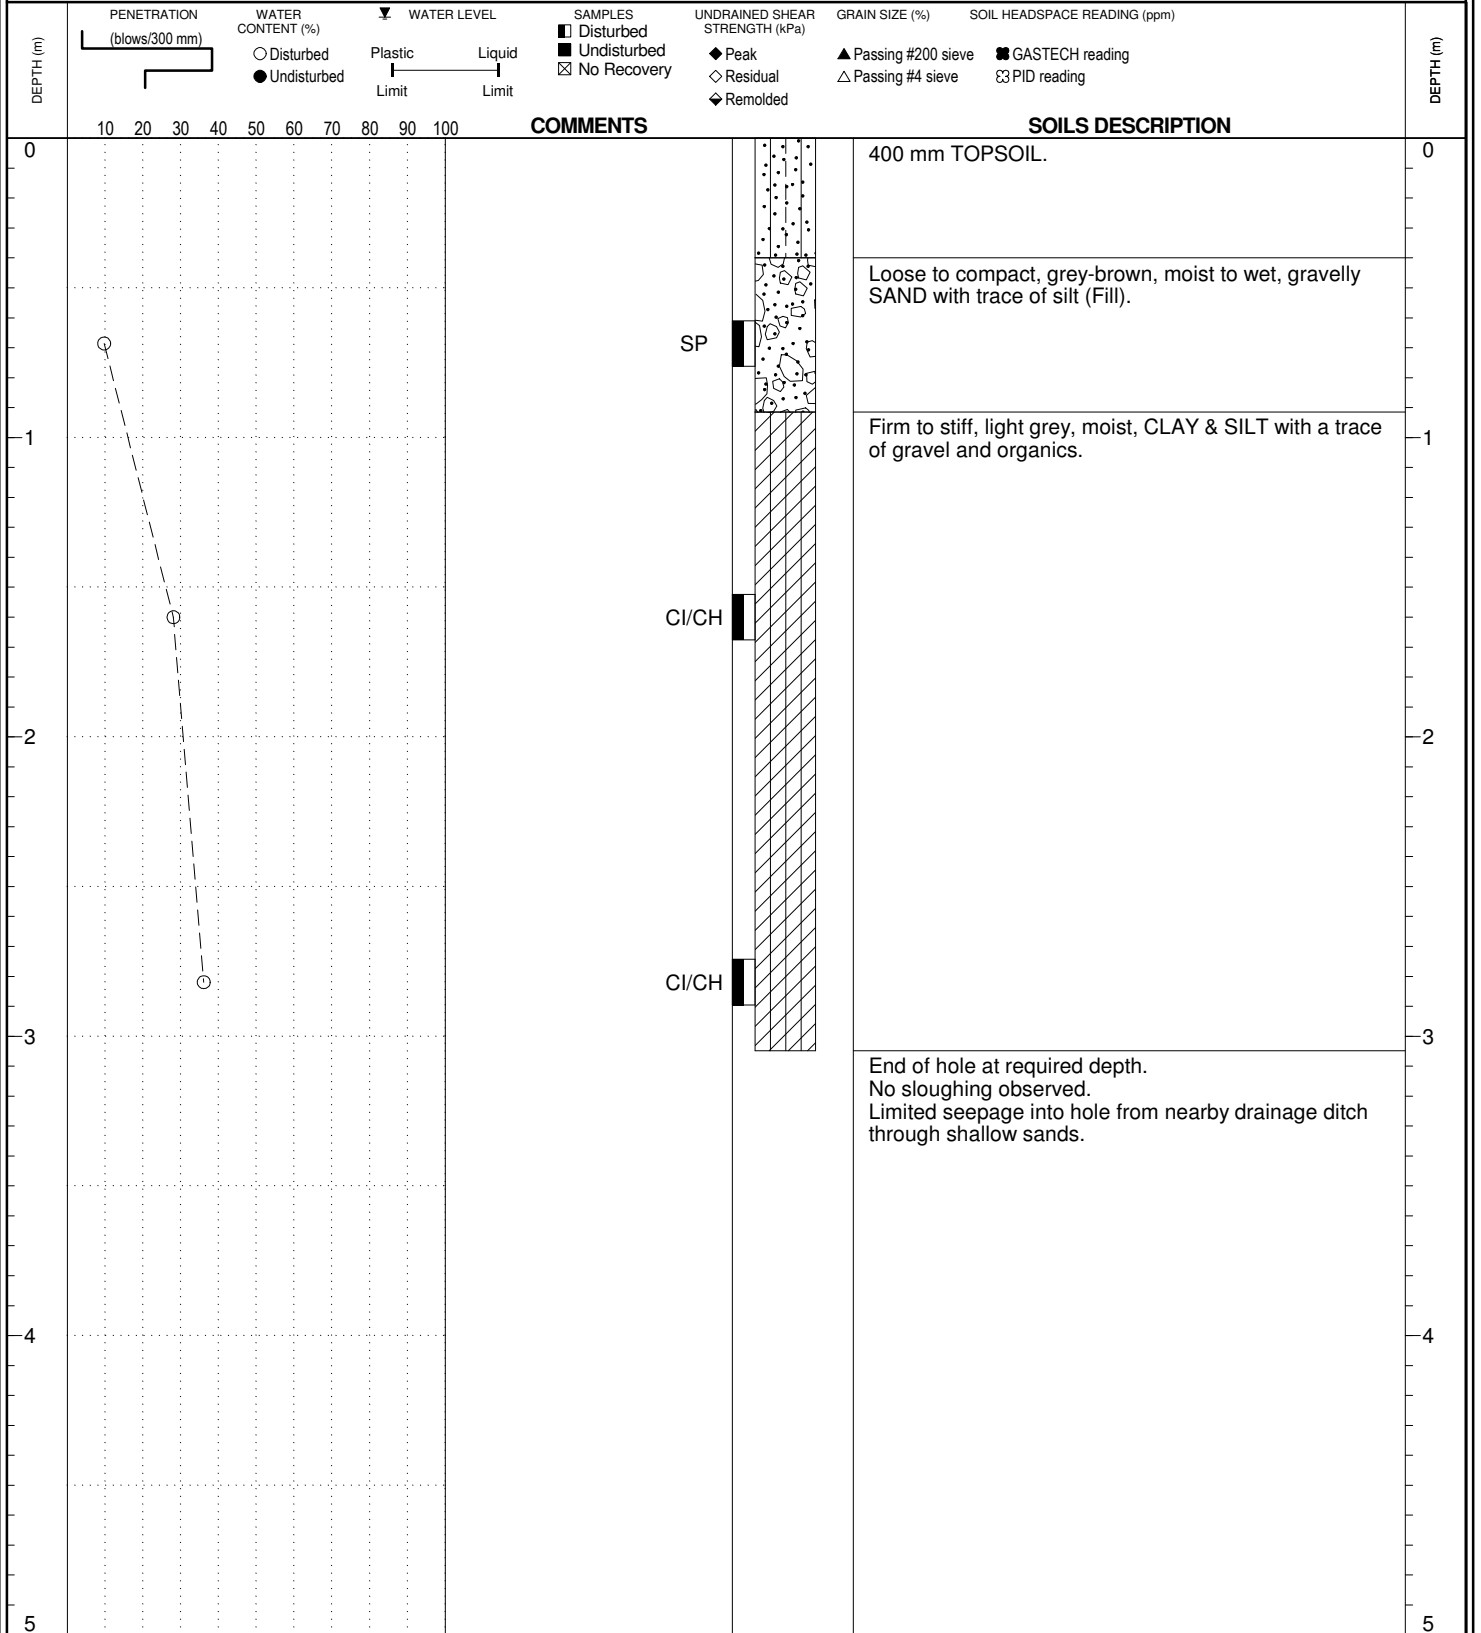 PENETRATION
(blows/300 mm)
WATER
CONTENT (%)
Disturbed
Undisturbed
WATER LEVEL
Plastic Liquid
Limit Limit
SAMPLES
Disturbed
Undisturbed
No Recovery
UNDRAINED SHEAR
STRENGTH (kPa)
Peak
Residual
Remolded
GRAIN SIZE (%)
Passing #200 sieve
Passing #4 sieve
SOIL HEADSPACE READING (ppm)
GASTECH reading
PID reading
DEPTH (m)
DEPTH (m)
10 20 30 40 50 60 70 80 90 100
COMMENTS
SOILS DESCRIPTION
0
400 mm TOPSOIL.
0
Loose to compact, grey-brown, moist to wet, gravelly
SAND with trace of silt (Fill).
SP
1
Firm to stiff, light grey, moist, CLAY & SILT with a trace
of gravel and organics.
1
CI/CH
2
2
CI/CH
3
3
End of hole at required depth.
No sloughing observed.
Limited seepage into hole from nearby drainage ditch
through shallow sands.
4
4
5
5